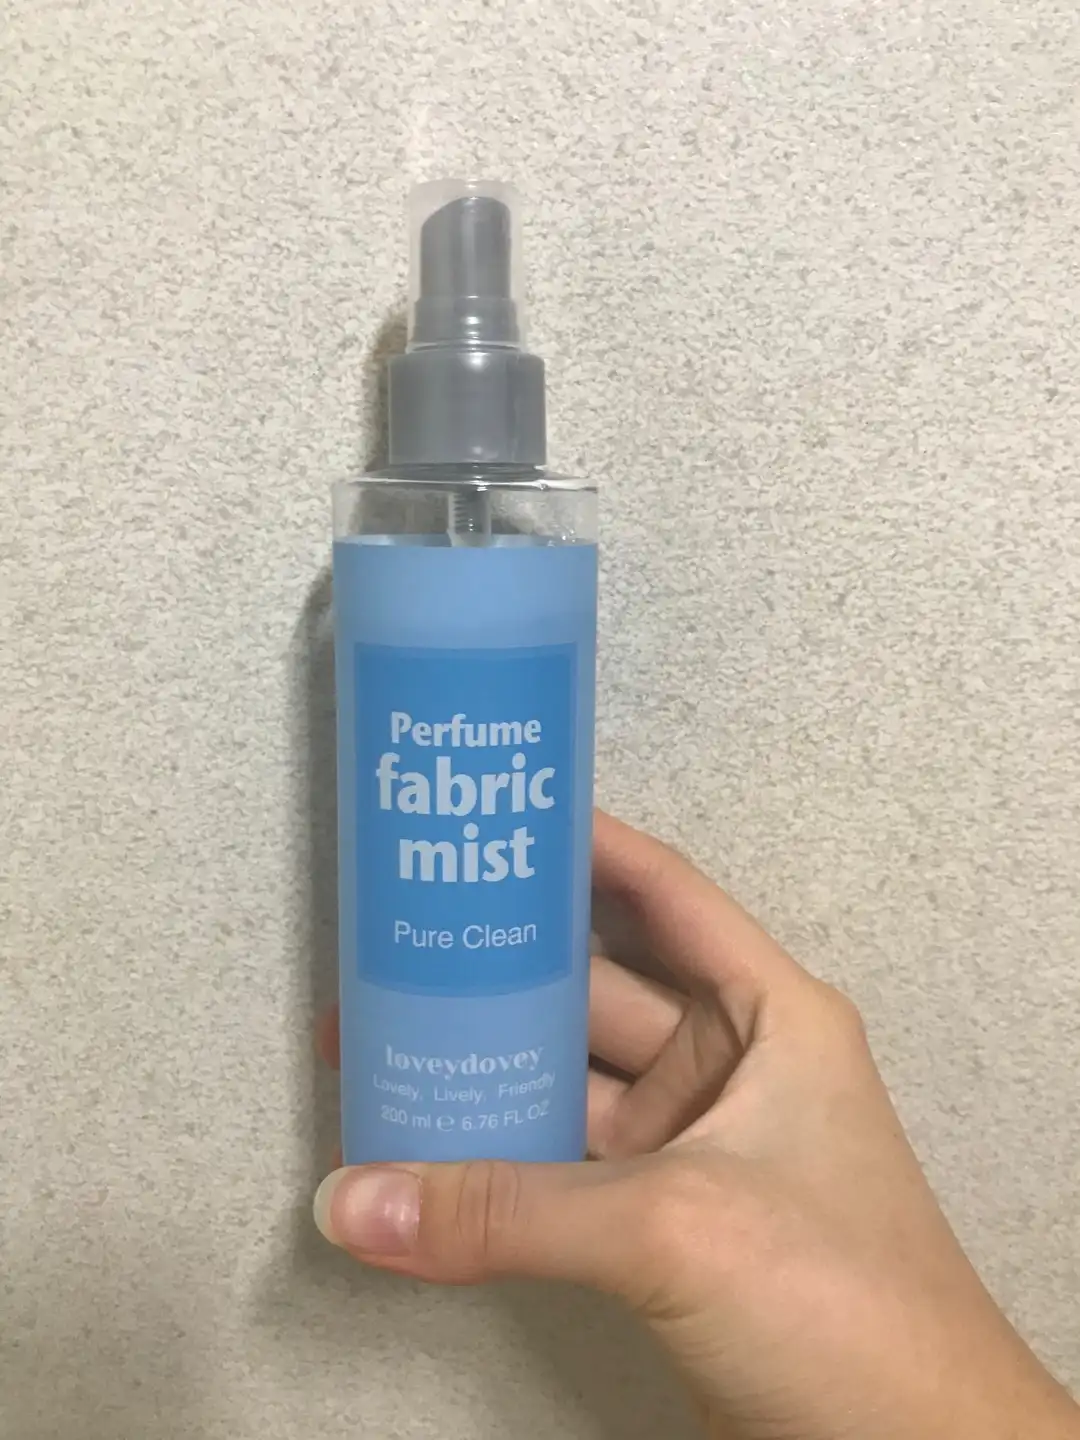 Perfume
fabric
mist
Pure Clean
loveydovey
Lovely, Lively, Friendly
200 ml ℮ 6.76 FL OZ